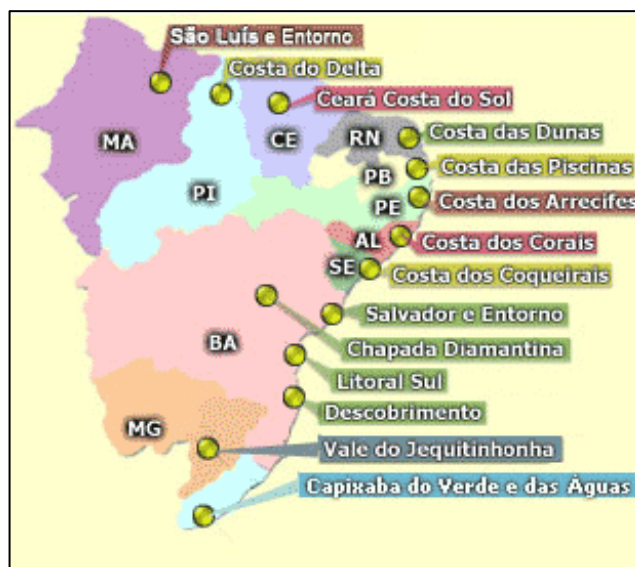 São Luís e Entorno
Costa do Delta
Ceará Costa do Sol
MA
CE
RN
Costa das Dunas
PI
PB
Costa das Piscinas
PE
Costa dos Arrecifes
AL
Costa dos Corais
SE
Costa dos Coqueirais
Salvador e Entorno
BA
Chapada Diamantina
Litoral Sul
Descobrimento
MG
Vale do Jequitinhonha
Capixaba do Verde e das Águas